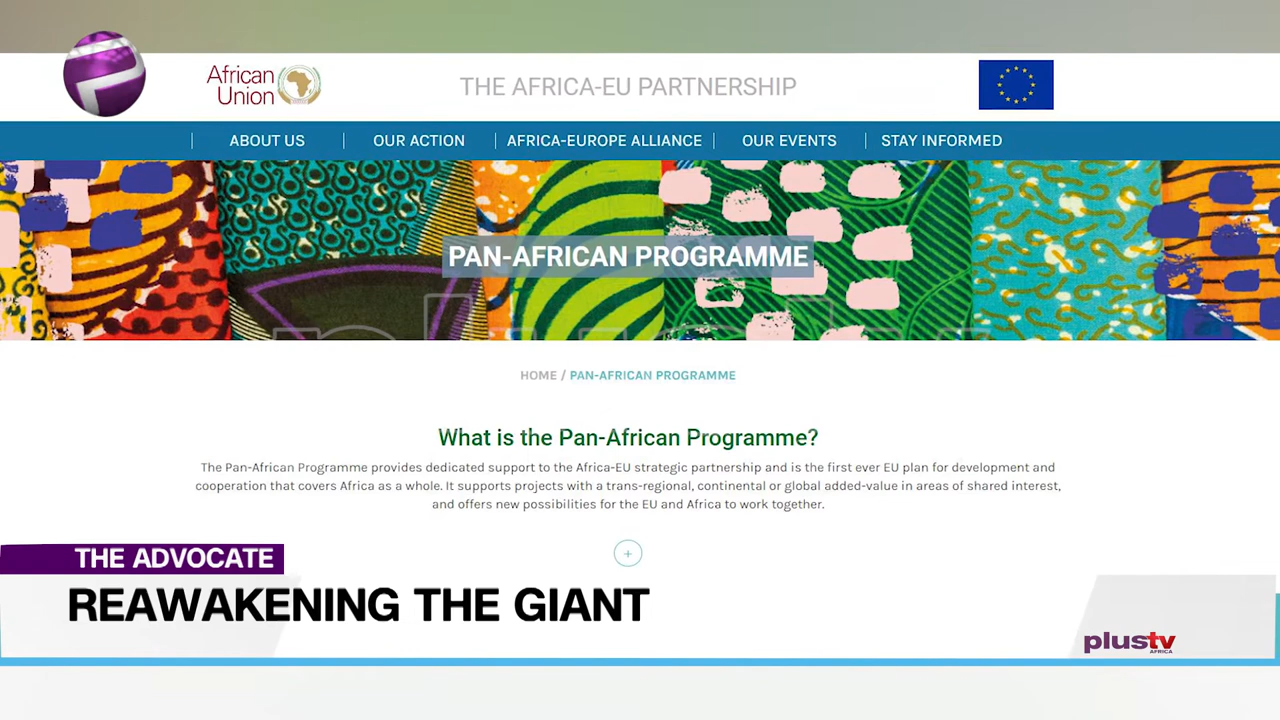 African
Union
THE AFRICA-EU PARTNERSHIP
ABOUT US
OUR ACTION
AFRICA-EUROPE ALLIANCE
OUR EVENTS
STAY INFORMED
PAN-AFRICAN PROGRAMME
HOME / PAN-AFRICAN PROGRAMME
What is the Pan-African Programme?
The Pan-African Programme provides dedicated support to the Africa-EU strategic partnership and is the first ever EU plan for development and
cooperation that covers Africa as a whole. It supports projects with a trans-regional, continental or global added-value in areas of shared interest,
and offers new possibilities for the EU and Africa to work together.
+
THE ADVOCATE
REAWAKENING THE GIANT
plustv
AFRICA